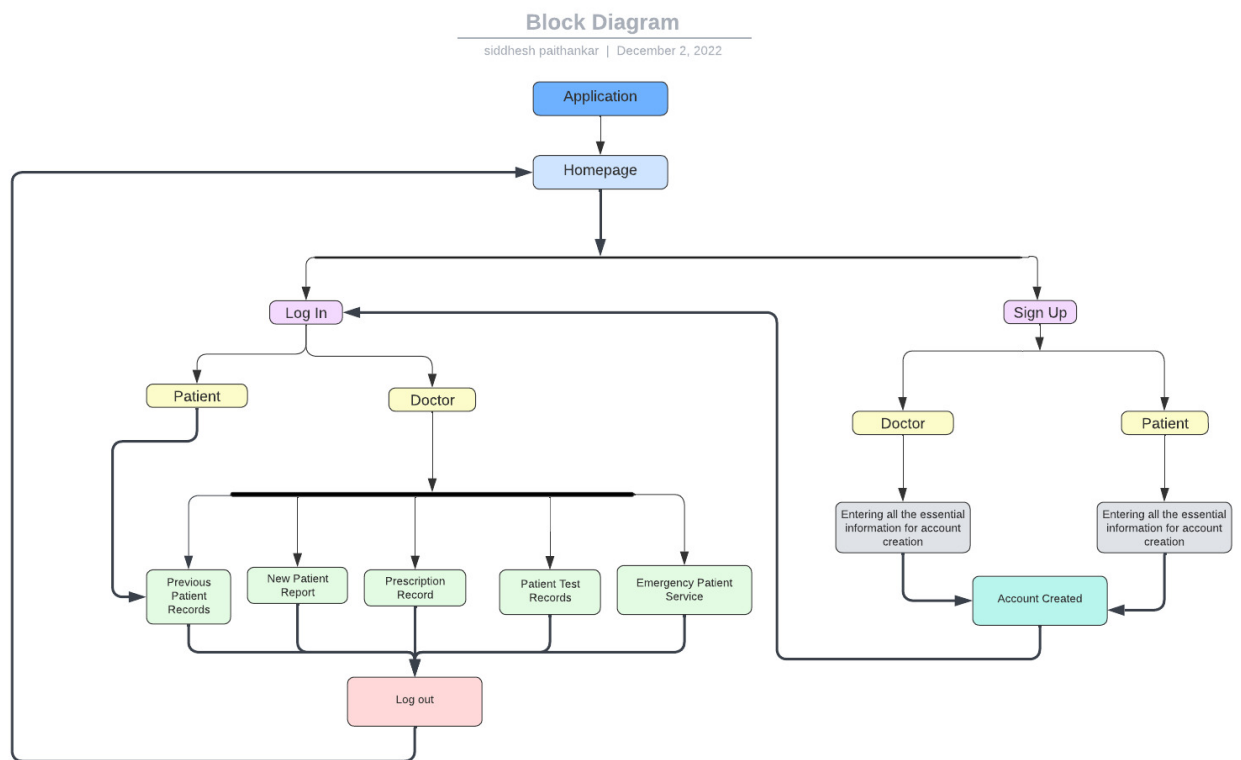 Block Diagram
siddhesh paithankar | December 2, 2022
Application
Homepage
Log In
Sign Up
Patient
Doctor
Doctor
Patient
Entering all the essential
information for account
creation
Entering all the essential
information for account
creation
Previous
Patient
Records
New Patient
Report
Prescription
Record
Patient Test
Records
Emergency Patient
Service
Account Created
Log out